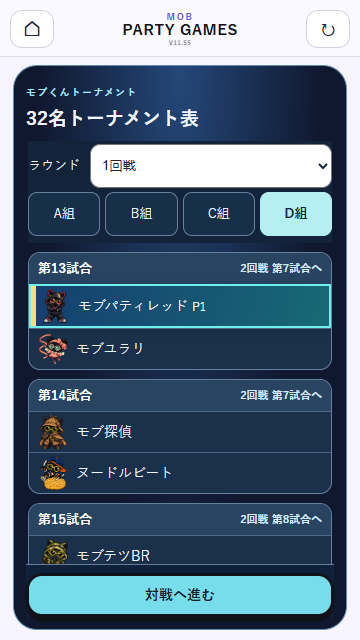 MOB
PARTY GAMES
V11.55
モブくんトーナメント
32名トーナメント表
ラウンド
1回戦
A組
B組
C組
D組
第13試合
2回戦 第7試合へ
モブパティレッド P1
モブユラリ
第14試合
2回戦 第7試合へ
モブ探偵
ヌードルビート
第15試合
2回戦 第8試合へ
モブテツBR
対戦へ進む